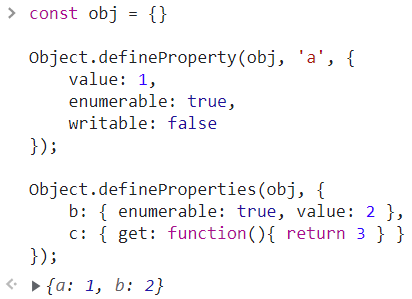 > const obj = {}
Object.defineProperty(obj, 'a', {
    value: 1,
    enumerable: true,
    writable: false
});
Object.defineProperties(obj, {
    b: { enumerable: true, value: 2 },
    c: { get: function(){ return 3 } }
});
{a: 1, b: 2}